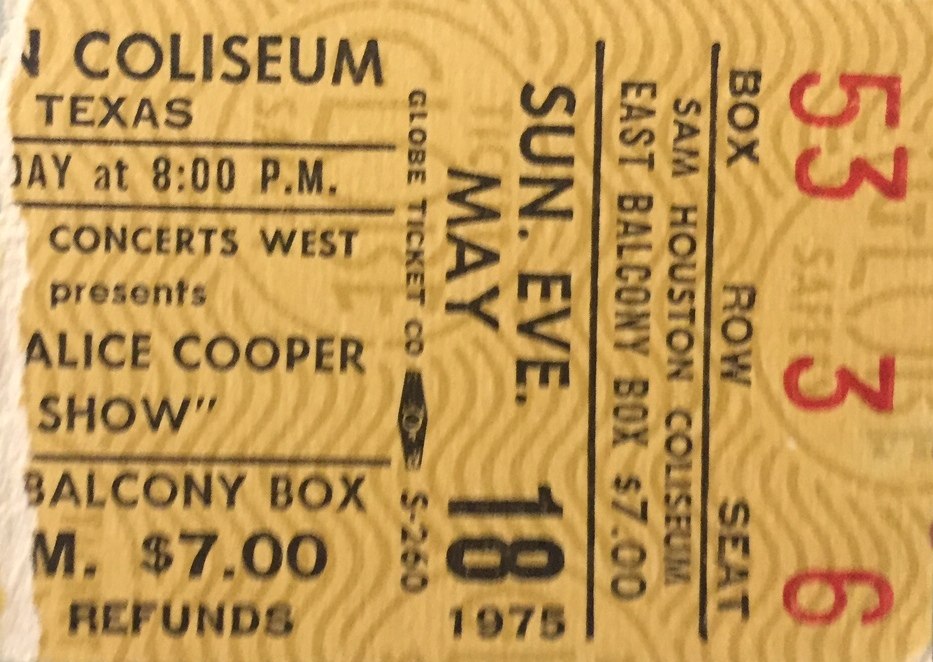 N COLISEUM
TEXAS
DAY at 8:00 P.M.
CONCERTS WEST
presents
ALICE COOPER
SHOW"
BALCONY BOX
M. $7.00
REFUNDS
GLOBE TICKET CO S-260
SUN. EVE.
MAY 18
1975
SAM HOUSTON COLISEUM
EAST BALCONY BOX $7.00
BOX ROW SEAT
53 3 6